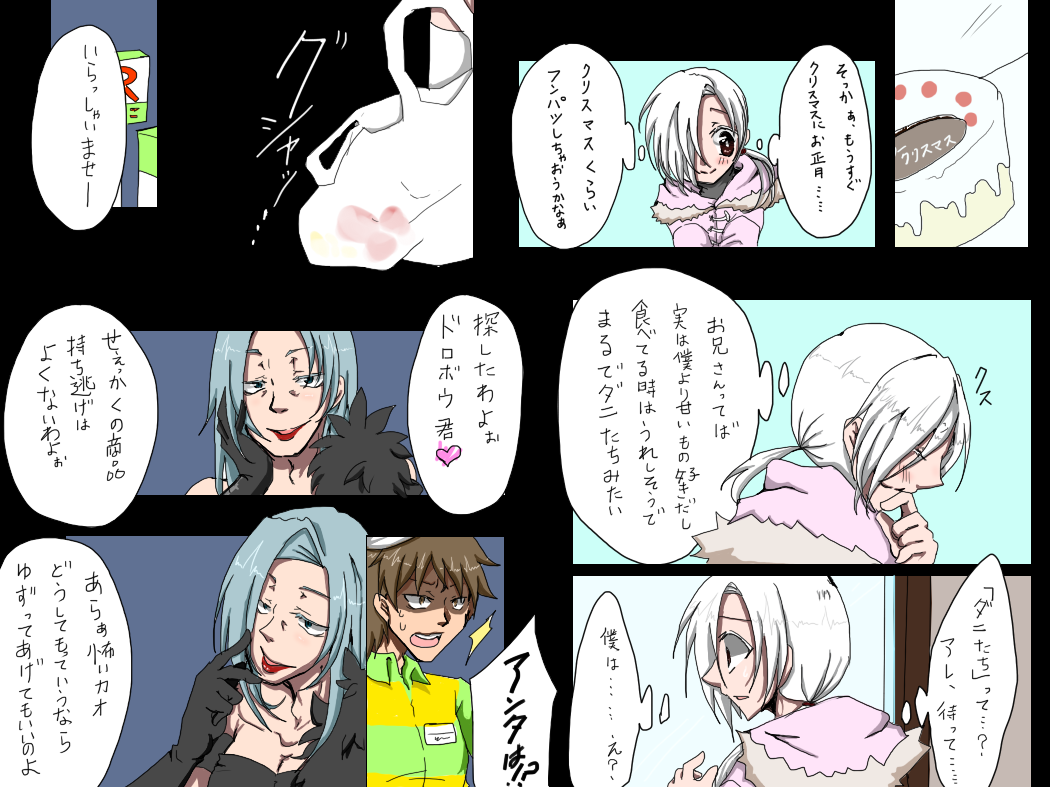 クリスマス
そっかぁ、もうすぐ
クリスマスにお正月……
クリスマスくらい
フンパツしちゃおうかなぁ
お兄さんってば
実は僕より甘いもの好きだし
食べてる時はうれしそうで
まるでダニたちみたい
クス
「ダニたち」って…?
アレ、待って……
僕は……え?
グシャッ…
R
いらっしゃいませー
探したわよぉ
ドロボウ君
せぇっかくの商品
持ち逃げは
よくないわよぉ
アンタは!?
あらぁ怖いカオ
どうしてもっていうなら
ゆずってあげてもいいのよ